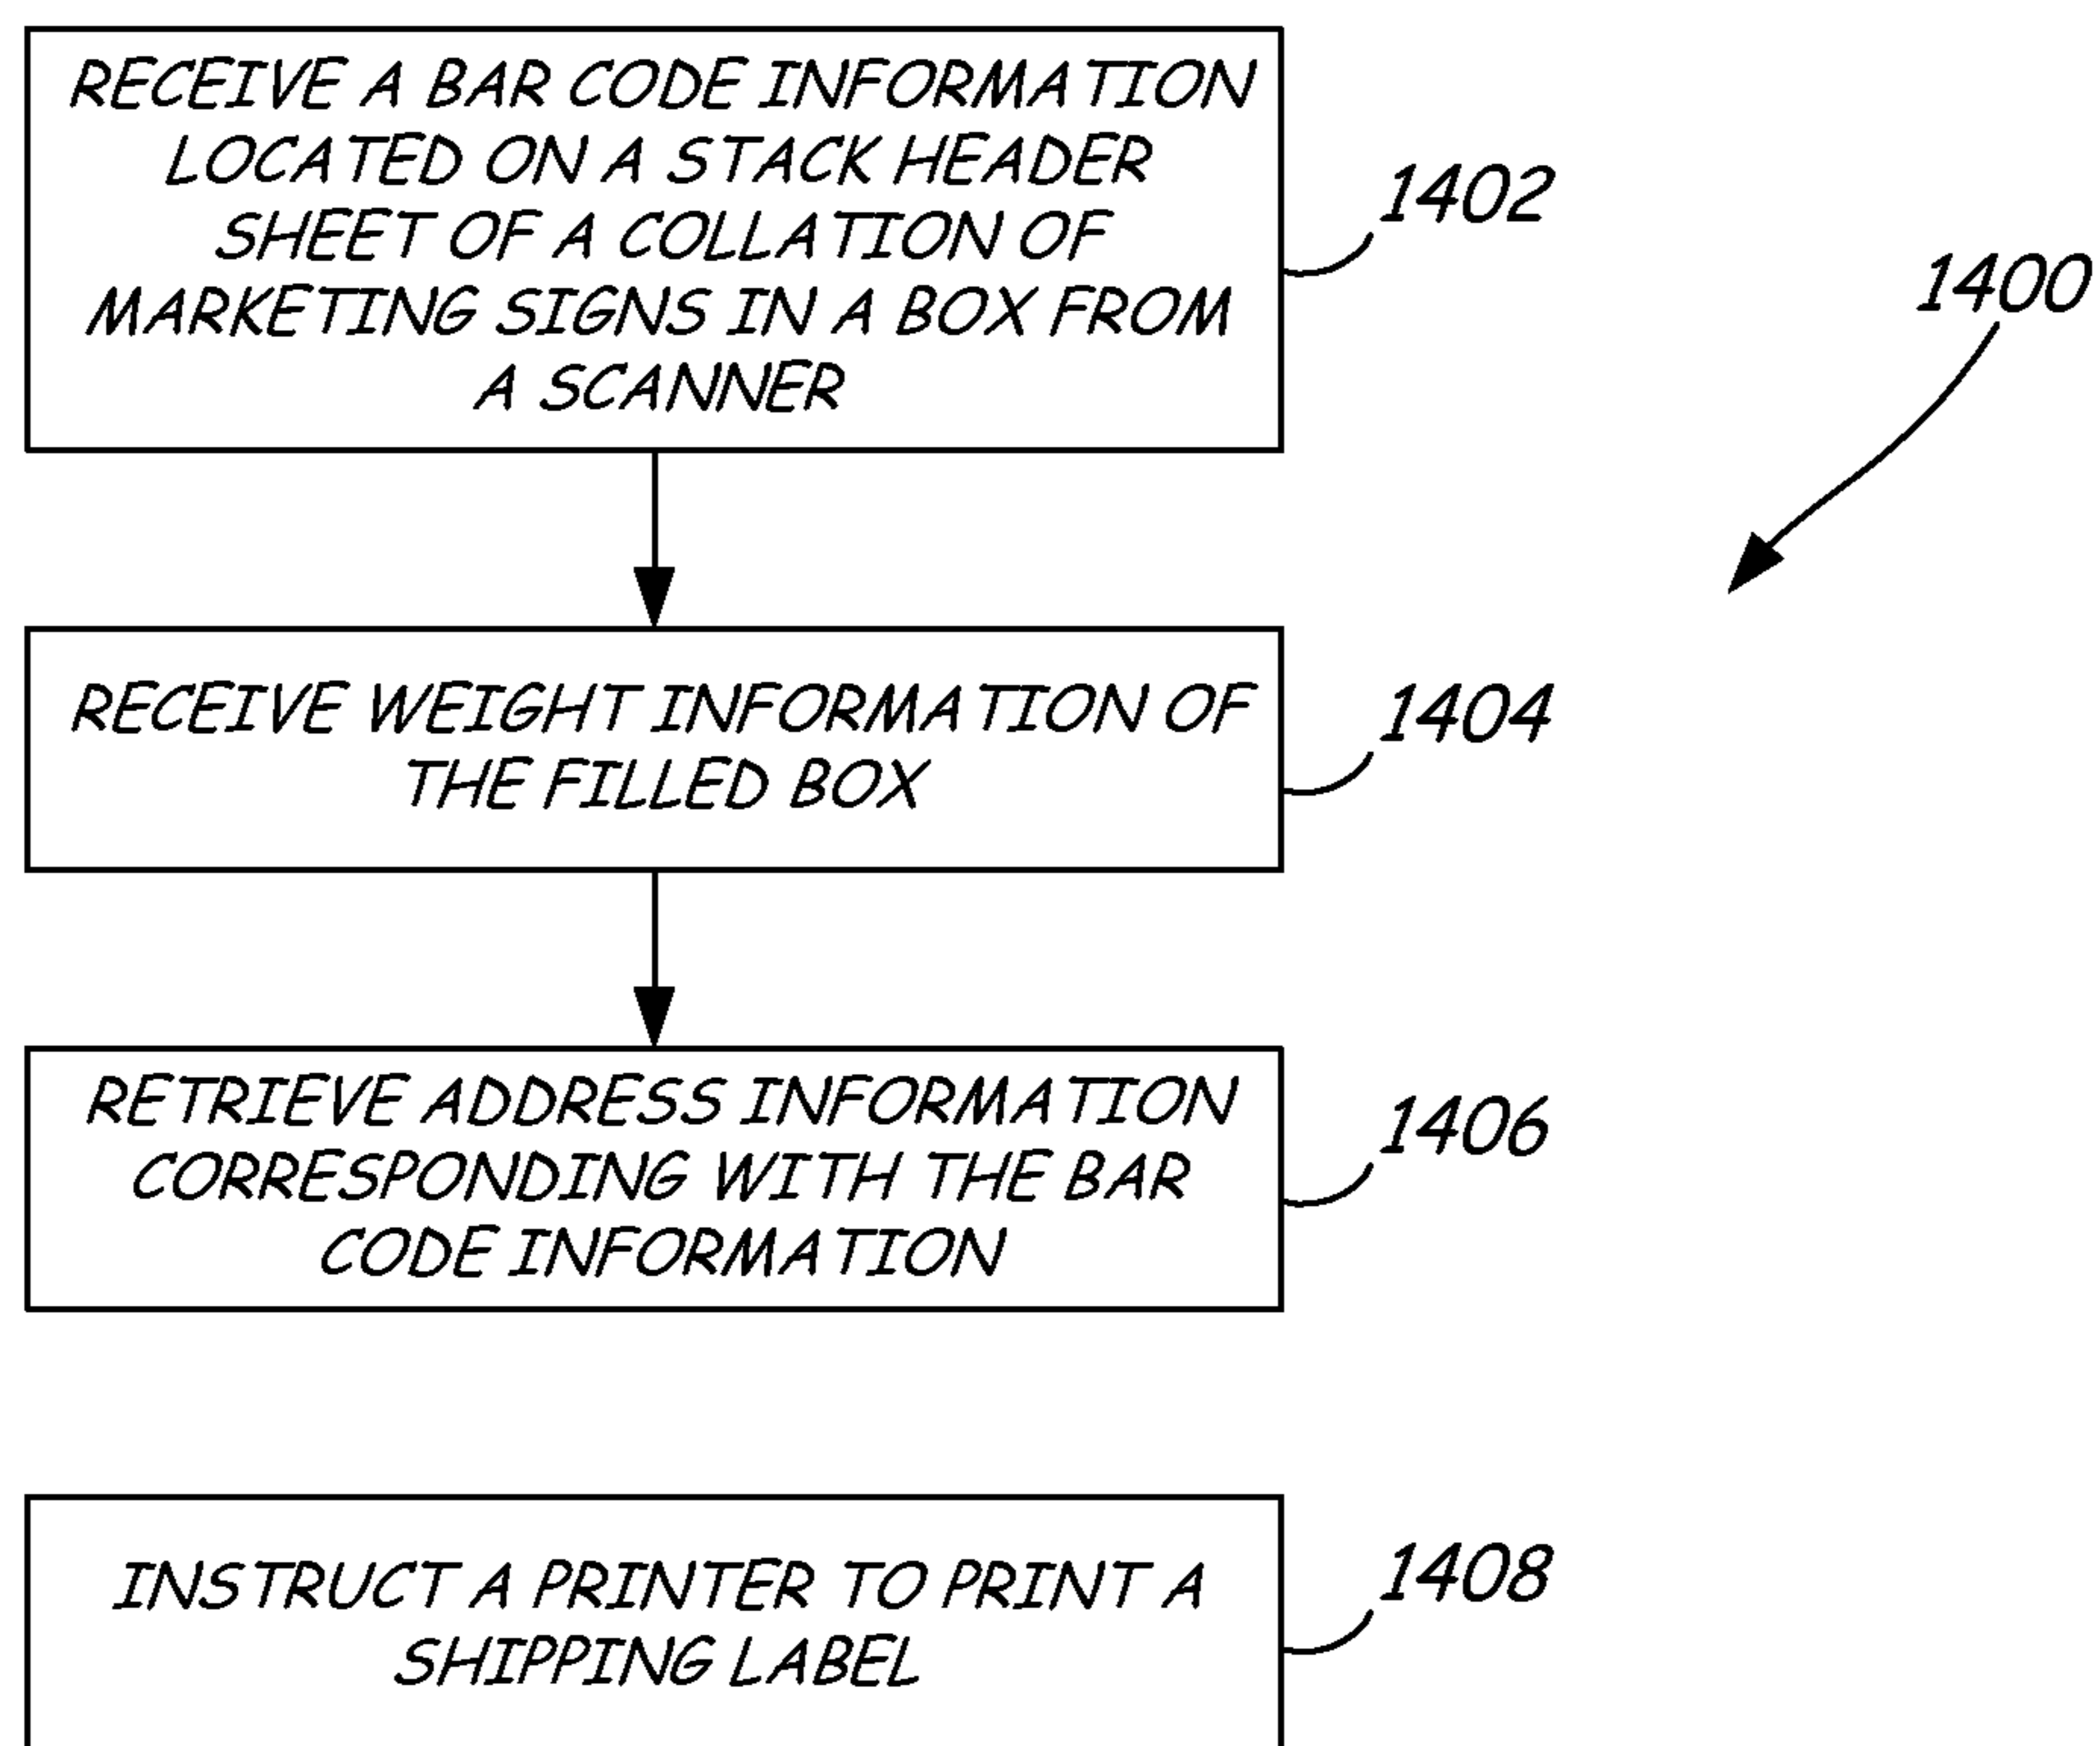 RECEIVE A BAR CODE INFORMATION
LOCATED ON A STACK HEADER
SHEET OF A COLLATION OF
MARKETING SIGNS IN A BOX FROM
A SCANNER
1402
1400
RECEIVE WEIGHT INFORMATION OF
THE FILLED BOX
1404
RETRIEVE ADDRESS INFORMATION
CORRESPONDING WITH THE BAR
CODE INFORMATION
1406
INSTRUCT A PRINTER TO PRINT A
SHIPPING LABEL
1408